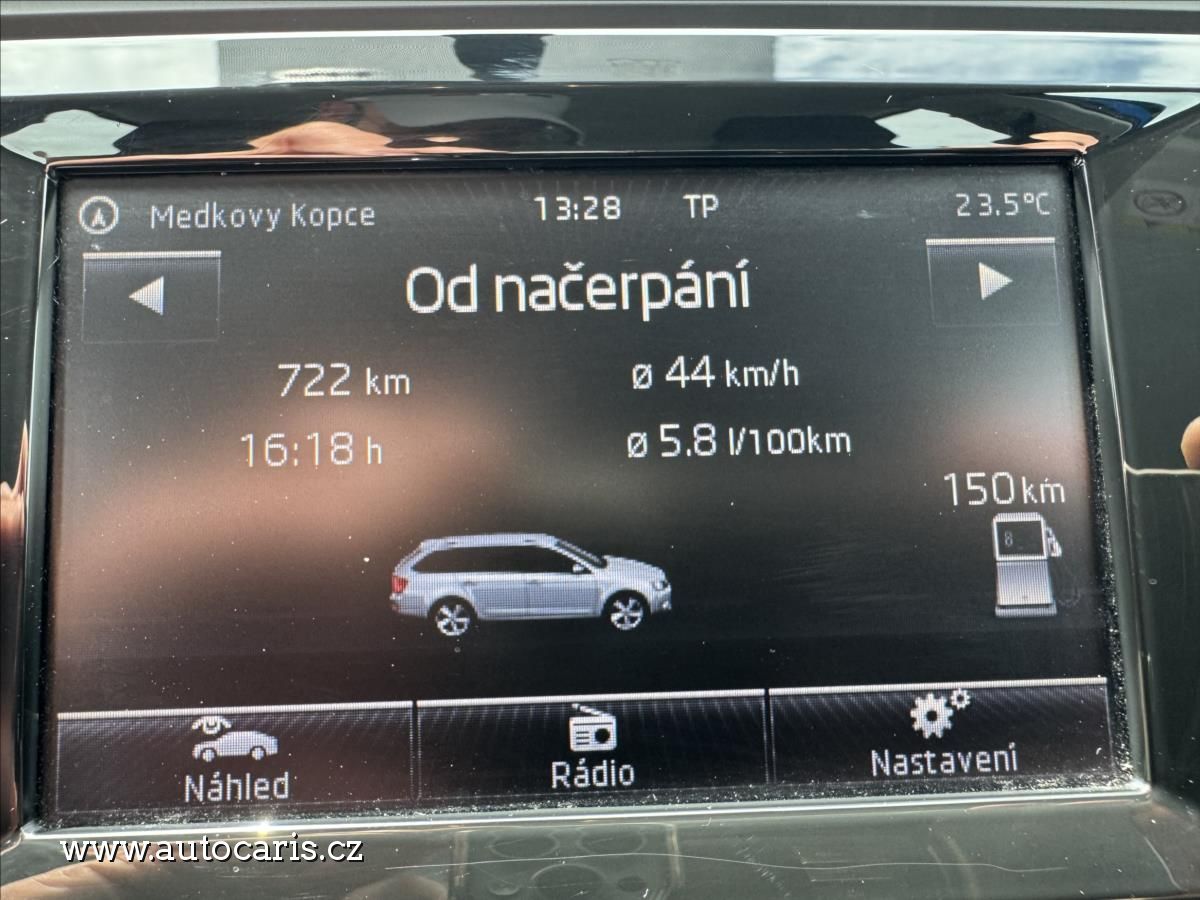 Medkovy Kopce 13:28 TP 23.5°C
Od načerpání
722 km ø 44 km/h
16:18 h ø 5.8 l/100km
150 km
8
Náhled Rádio Nastavení
www.autocaris.cz